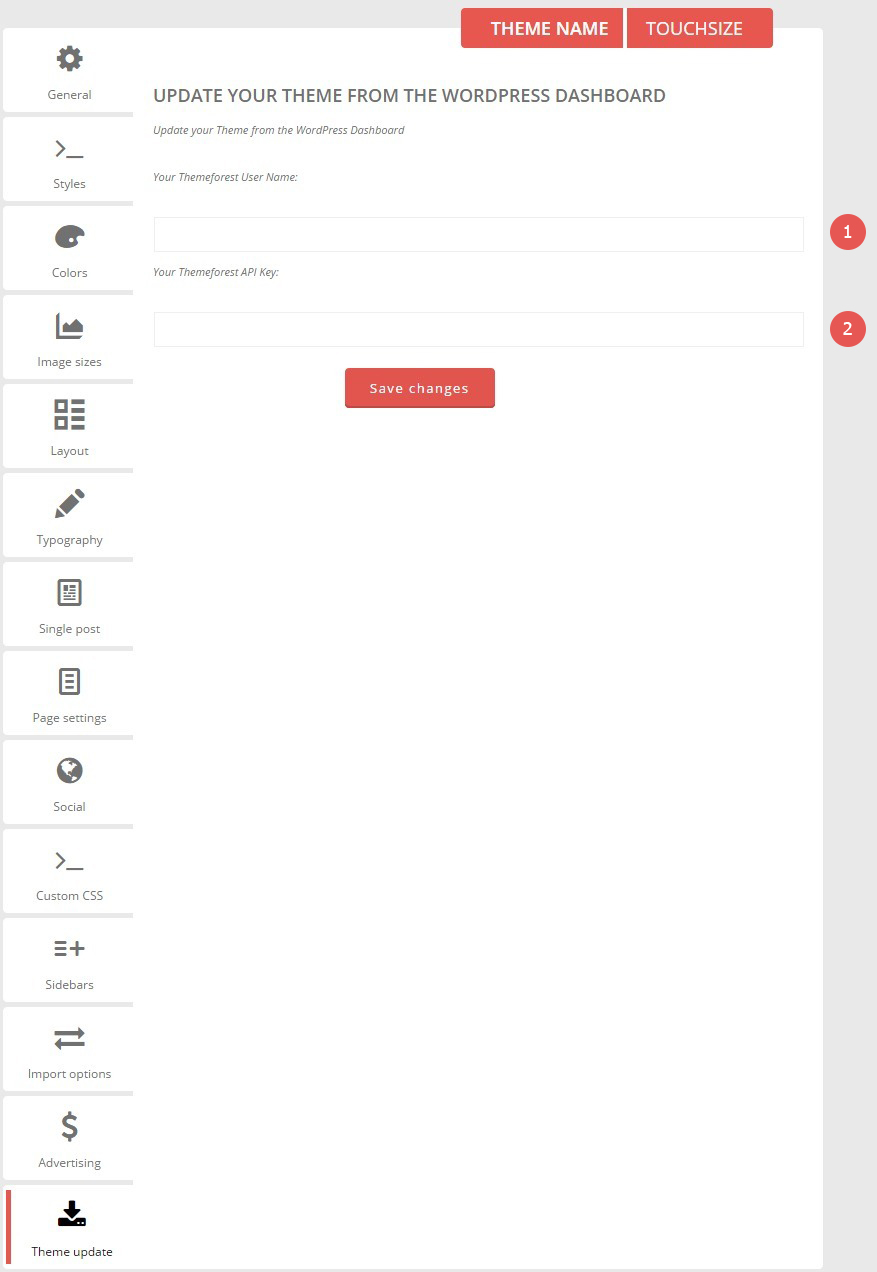 THEME NAME
TOUCHSIZE
General
Styles
Colors
Image sizes
Layout
Typography
Single post
Page settings
Social
Custom CSS
Sidebars
Import options
Advertising
Theme update
UPDATE YOUR THEME FROM THE WORDPRESS DASHBOARD
Update your Theme from the WordPress Dashboard
Your Themeforest User Name:
1
Your Themeforest API Key:
2
Save changes